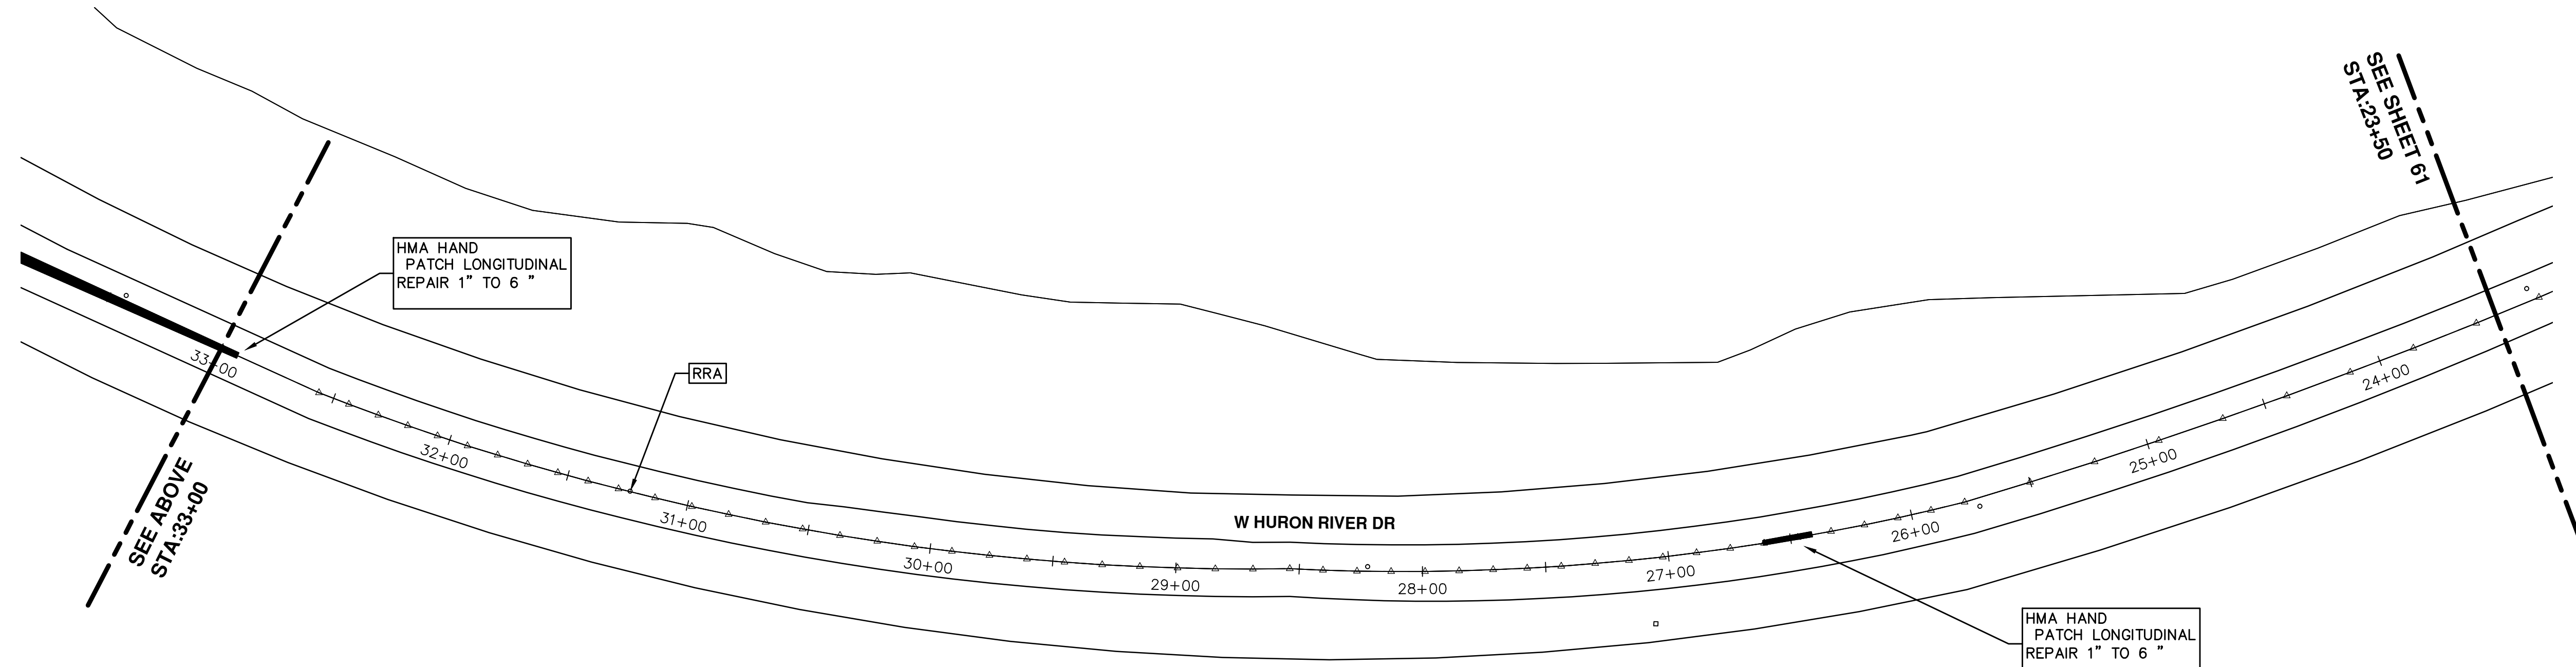 SEE SHEET 61
STA:23+50
HMA HAND
PATCH LONGITUDINAL
REPAIR 1" TO 6 "
RRA
33+00
32+00
31+00
30+00
29+00
28+00
27+00
26+00
25+00
24+00
W HURON RIVER DR
SEE ABOVE
STA:33+00
HMA HAND
PATCH LONGITUDINAL
REPAIR 1" TO 6 "